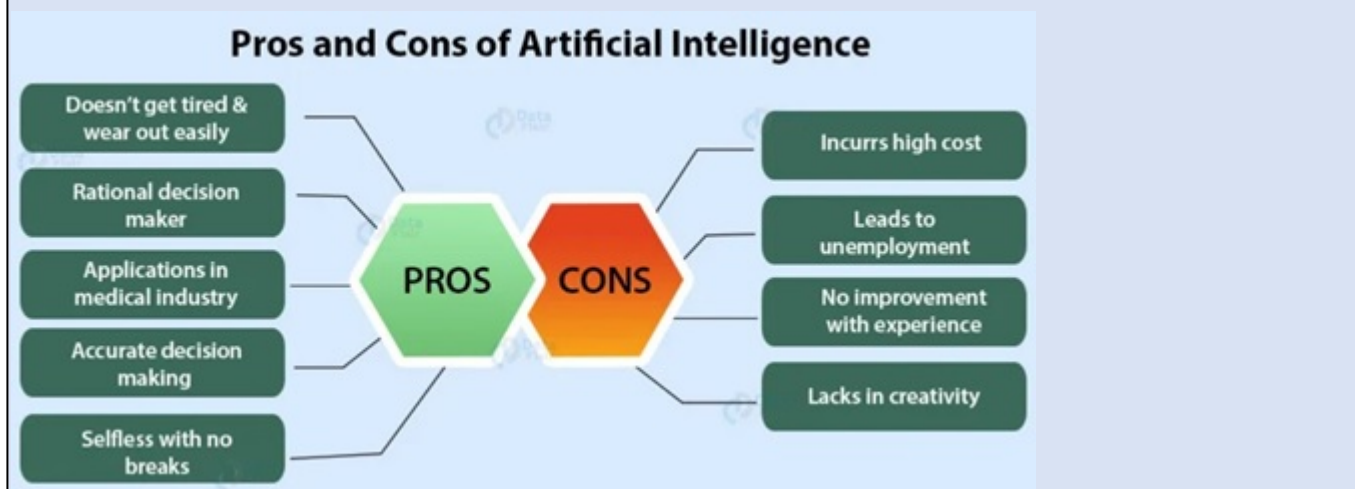 Pros and Cons of Artificial Intelligence
Doesn't get tired &
wear out easily
Rational decision
maker
Applications in
medical industry
Accurate decision
making
Selfless with no
breaks
PROS
CONS
Incurrs high cost
Leads to
unemployment
No improvement
with experience
Lacks in creativity